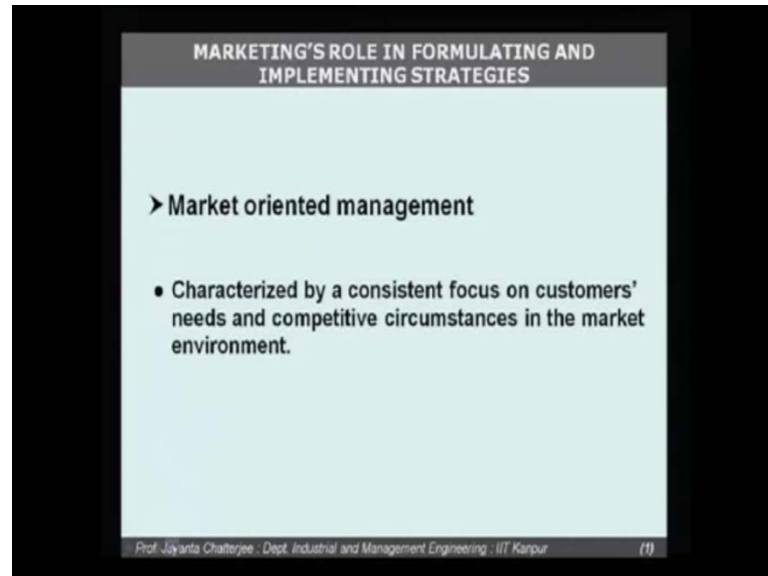 MARKETING'S ROLE IN FORMULATING AND
IMPLEMENTING STRATEGIES
➤ Market oriented management
• Characterized by a consistent focus on customers'
needs and competitive circumstances in the market
environment.
Prof. Jayanta Chatterjee : Dept. Industrial and Management Engineering : IIT Kanpur (1)